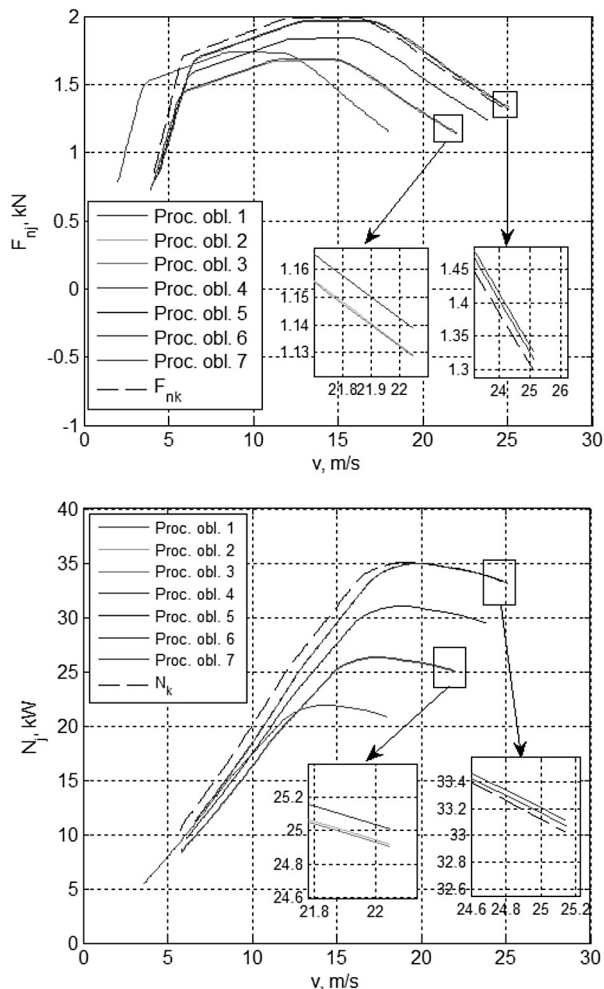 2
1.5
1
0.5
0
-0.5
-1
F_nj, kN
Proc. obl. 1
Proc. obl. 2
Proc. obl. 3
Proc. obl. 4
Proc. obl. 5
Proc. obl. 6
Proc. obl. 7
F_nk
1.16
1.15
1.14
1.13
21.8 21.9 22
1.45
1.4
1.35
1.3
24 25 26
0 5 10 15 20 25 30
v, m/s
40
35
30
25
20
15
10
5
0
N_j, kW
Proc. obl. 1
Proc. obl. 2
Proc. obl. 3
Proc. obl. 4
Proc. obl. 5
Proc. obl. 6
Proc. obl. 7
N_k
25.2
25
24.8
24.6
21.8 22
33.4
33.2
33
32.8
32.6
24.6 24.8 25 25.2
0 5 10 15 20 25 30
v, m/s